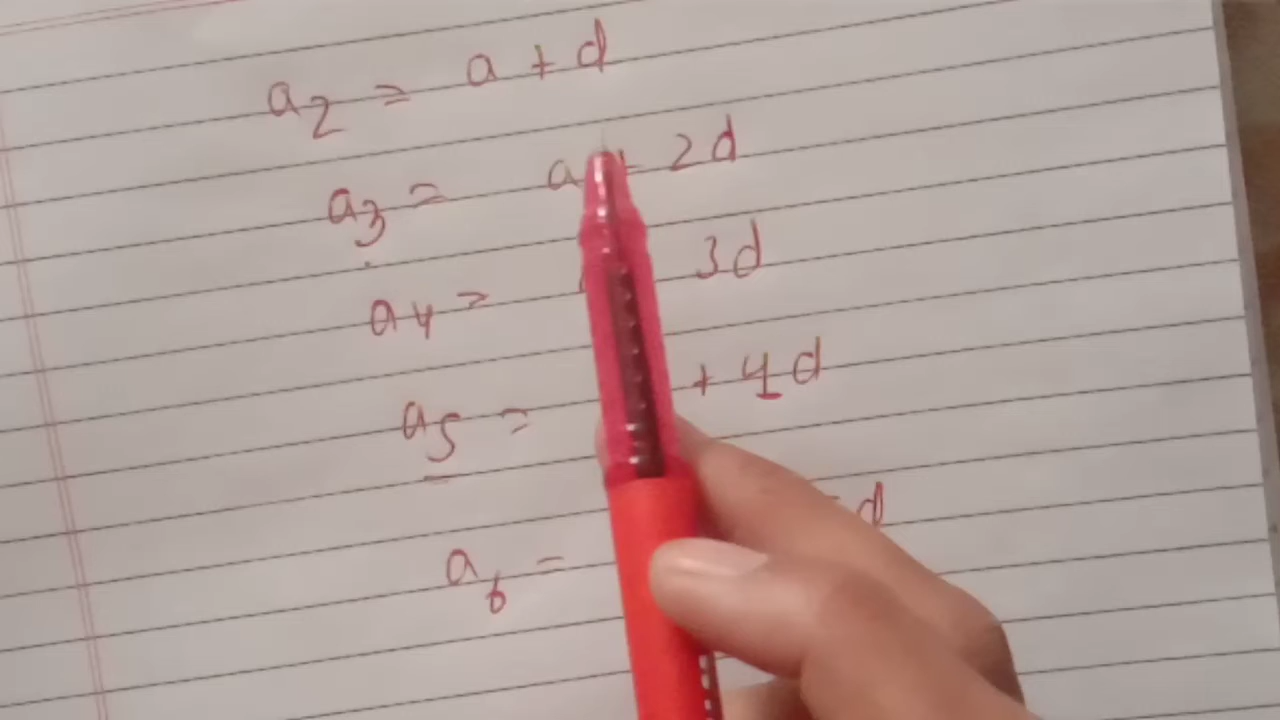 a2 = a + d
a3 = a + 2d
a4 = 3d
a5 = + 4d
a6 = d